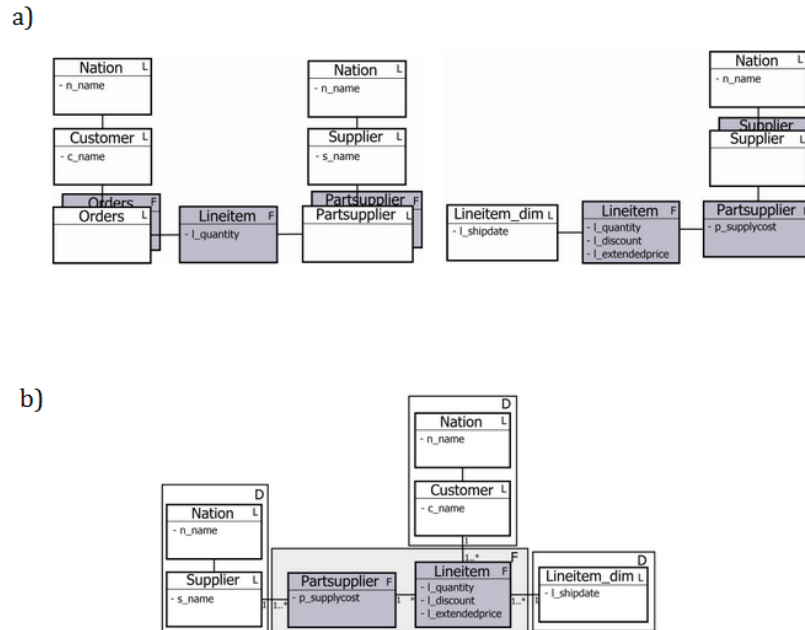 a)
Nation L
- n_name
Customer L
- c_name
Orders F
Orders L
Lineitem F
- l_quantity
Nation L
- n_name
Supplier L
- s_name
Partsupplier F
Partsupplier L
Nation L
- n_name
Supplier
Supplier L
Lineitem_dim L
- l_shipdate
Lineitem F
- l_quantity
- l_discount
- l_extendedprice
Partsupplier L
- p_supplycost
b)
D
Nation L
- n_name
Customer L
- c_name
1
1..*
D
Nation L
- n_name
Supplier L
- s_name
1
1..*
F
Partsupplier F
- p_supplycost
1
*
Lineitem F
- l_quantity
- l_discount
- l_extendedprice
1..*
1
D
Lineitem_dim L
- l_shipdate